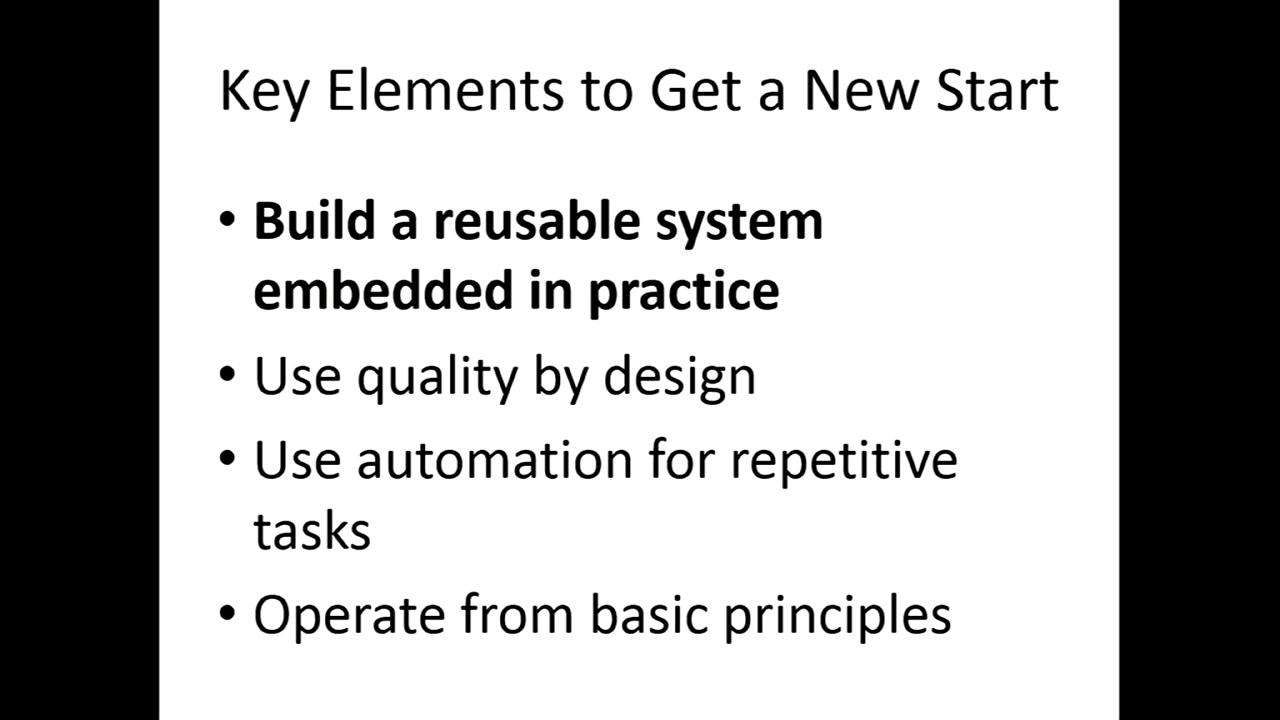 Key Elements to Get a New Start
• Build a reusable system
embedded in practice
• Use quality by design
• Use automation for repetitive
tasks
• Operate from basic principles